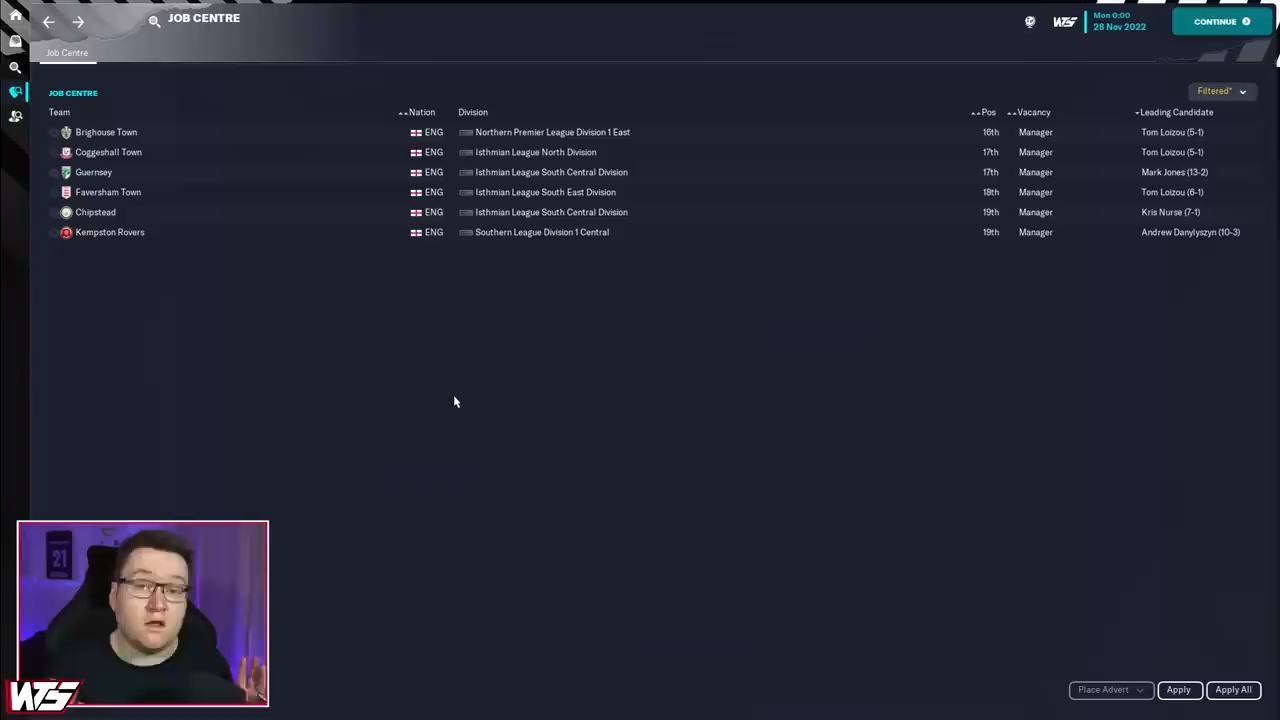 JOB CENTRE
WTS
Mon 0:00
28 Nov 2022
CONTINUE
Job Centre
JOB CENTRE
Filtered*
Team Nation Division Pos Vacancy Leading Candidate
Brighouse Town ENG Northern Premier League Division 1 East 16th Manager Tom Loizou (5-1)
Coggeshall Town ENG Isthmian League North Division 17th Manager Tom Loizou (5-1)
Guernsey ENG Isthmian League South Central Division 17th Manager Mark Jones (13-2)
Faversham Town ENG Isthmian League South East Division 18th Manager Tom Loizou (6-1)
Chipstead ENG Isthmian League South Central Division 19th Manager Kris Nurse (7-1)
Kempston Rovers ENG Southern League Division 1 Central 19th Manager Andrew Danylyszyn (10-3)
21
WTS
Place Advert Apply Apply All